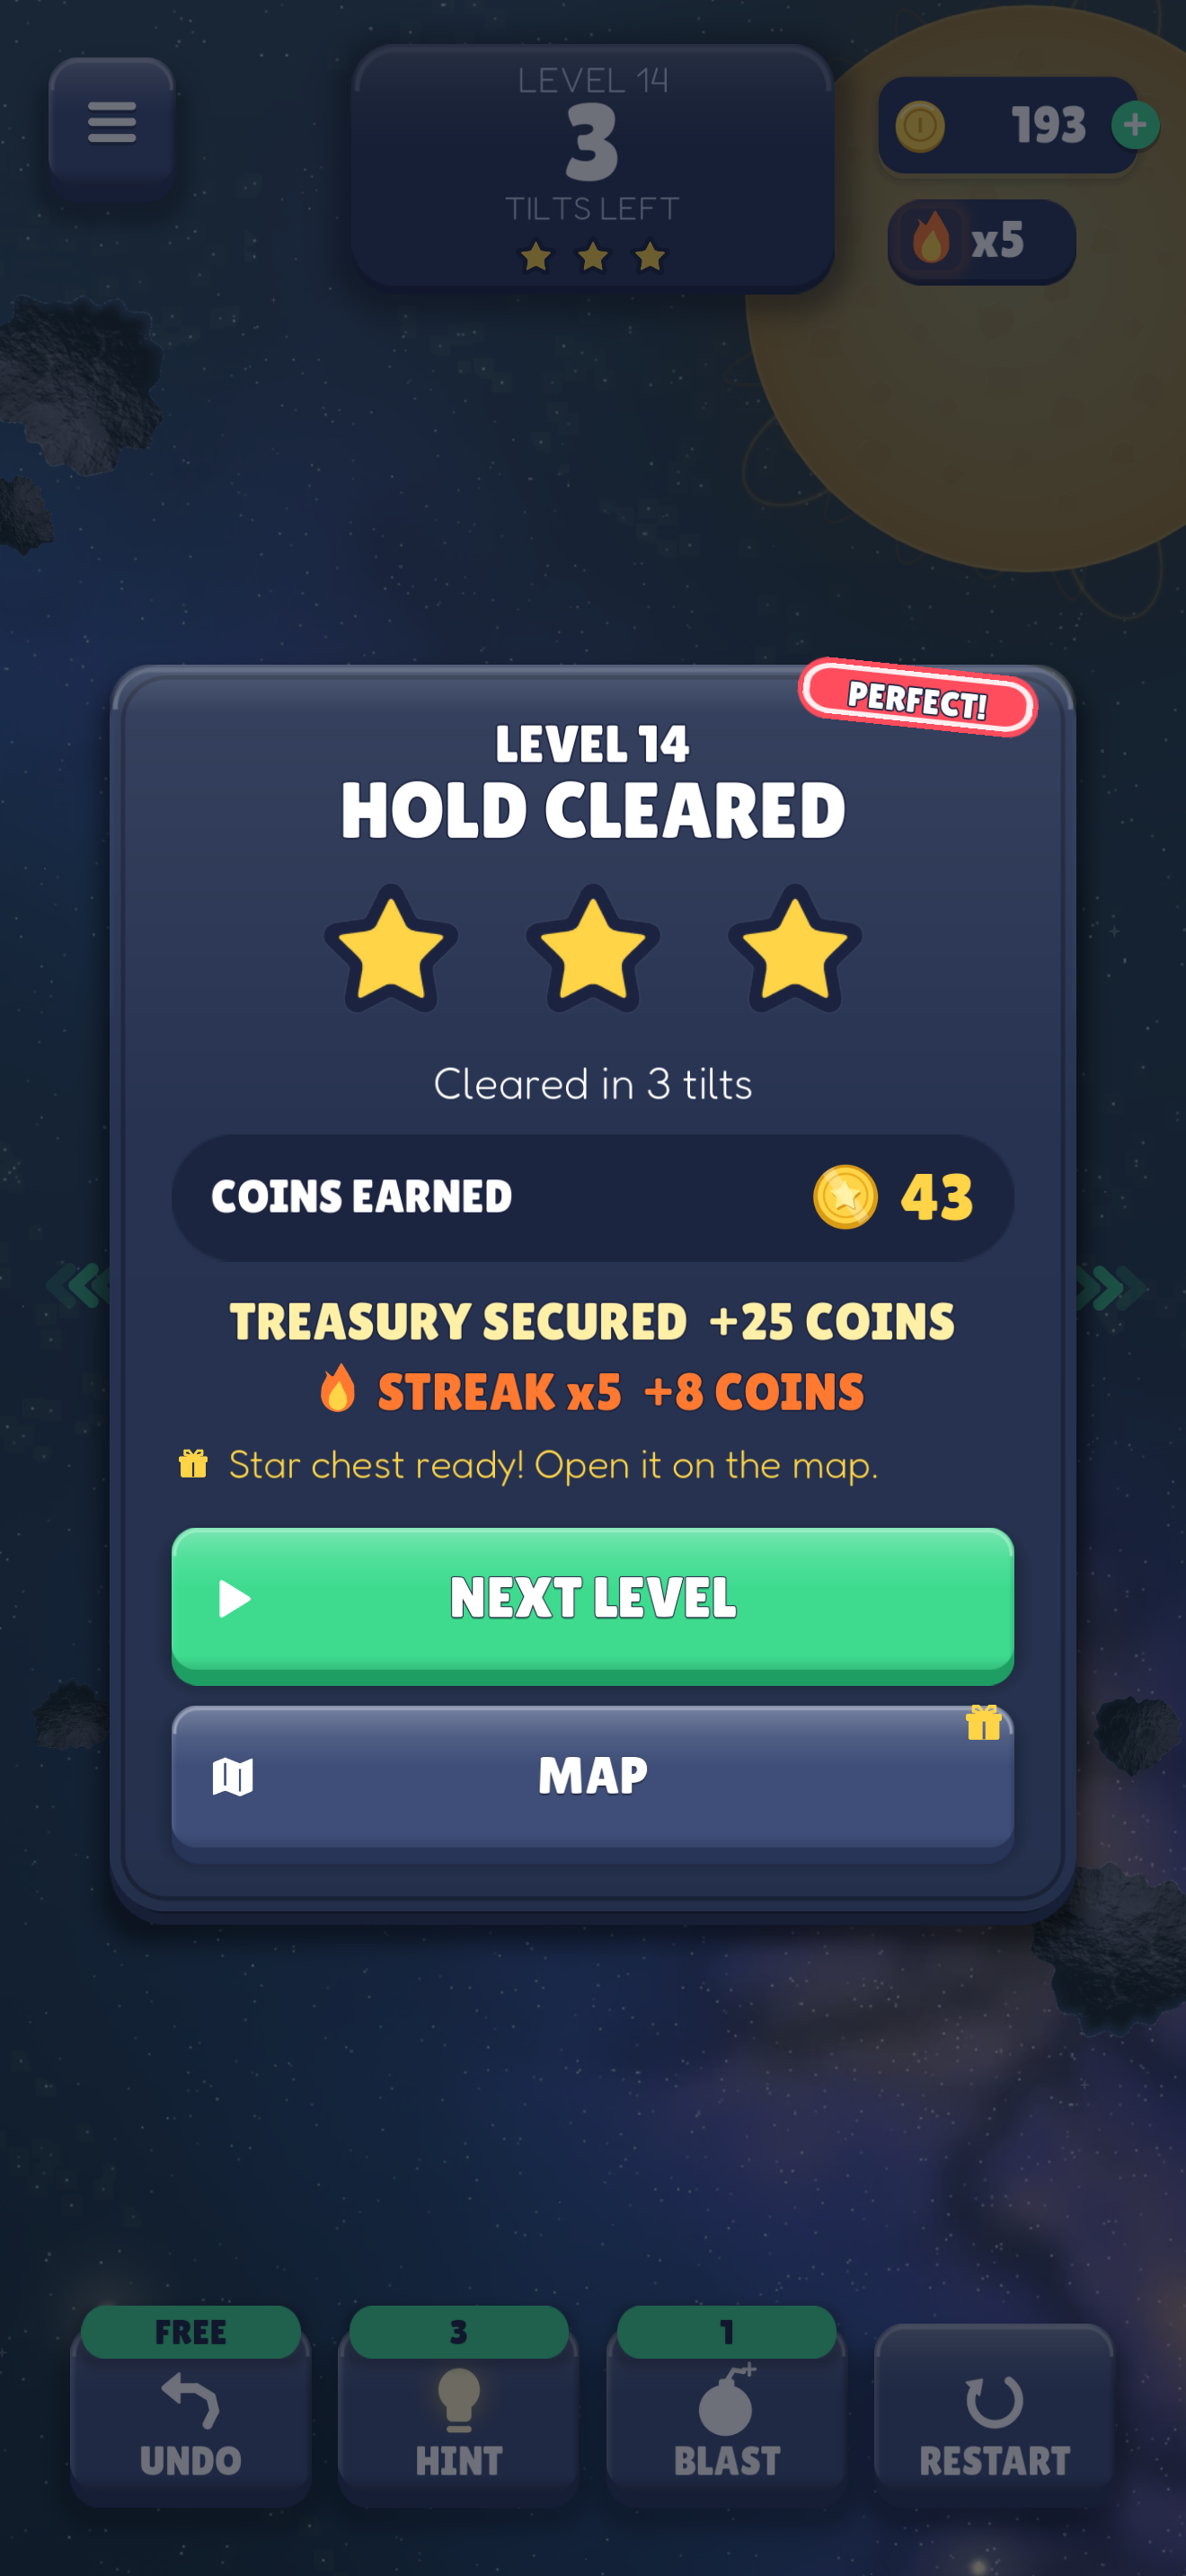 LEVEL 14
3
TILTS LEFT
193
x5
PERFECT!
LEVEL 14
HOLD CLEARED
Cleared in 3 tilts
COINS EARNED 43
TREASURY SECURED +25 COINS
STREAK x5 +8 COINS
Star chest ready! Open it on the map.
NEXT LEVEL
MAP
FREE 3 1
UNDO HINT BLAST RESTART